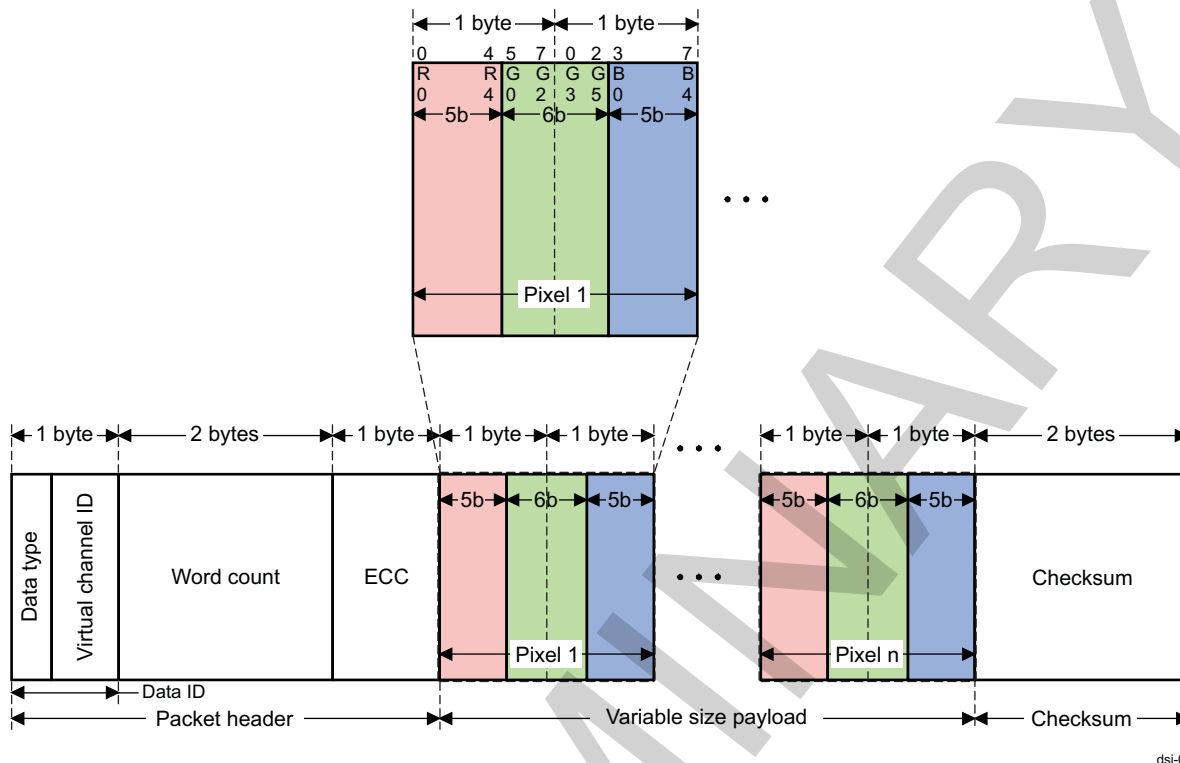 1 byte 1 byte
0 4 5 7 0 2 3 7
R R G G G G B B
0 4 0 2 3 5 0 4
5b 6b 5b
Pixel 1
1 byte 2 bytes 1 byte 1 byte 1 byte 1 byte 1 byte 2 bytes
5b 6b 5b 5b 6b 5b
Data type
Virtual channel ID
Word count
ECC
Checksum
Pixel 1
Pixel n
Data ID
Packet header
Variable size payload
Checksum